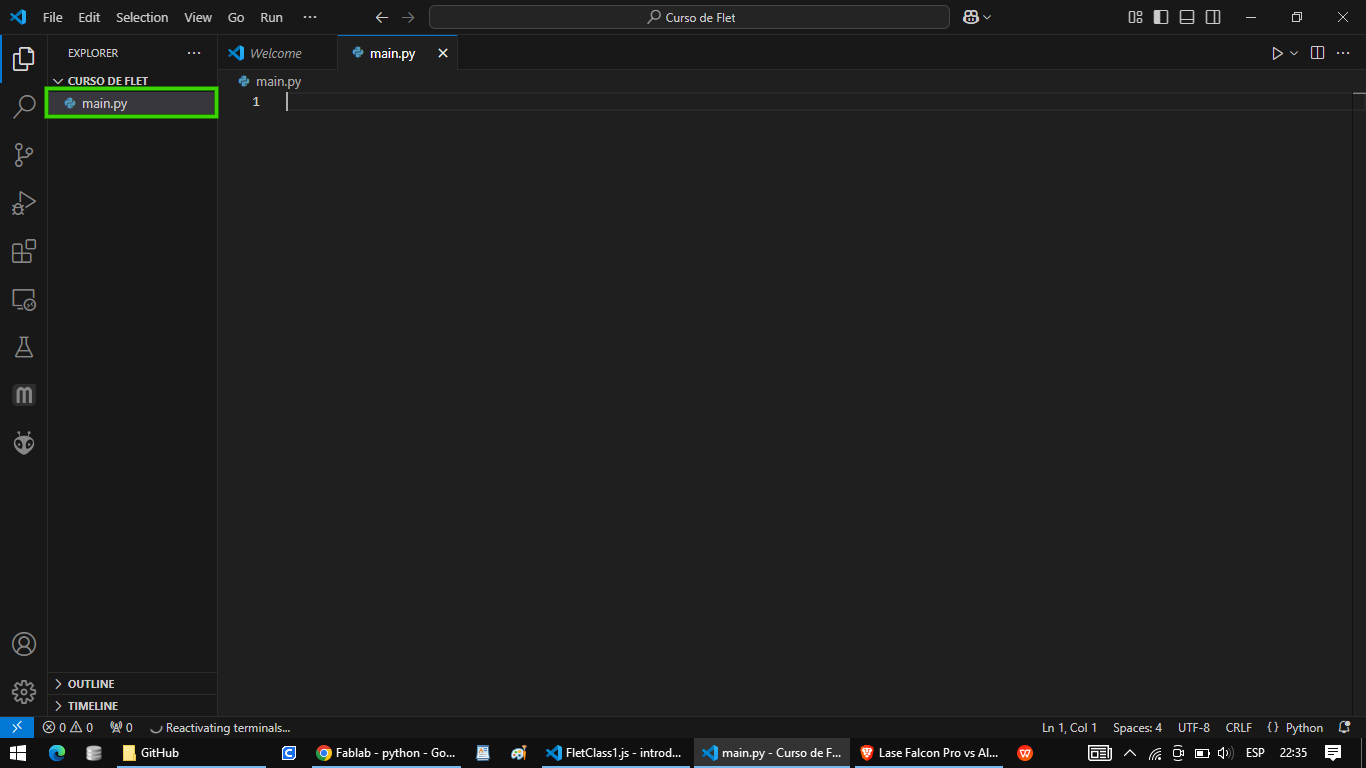 File Edit Selection View Go Run ···
Curso de Flet
EXPLORER ···
Welcome
main.py
CURSO DE FLET
main.py
main.py
1
OUTLINE
TIMELINE
0 0 0 Reactivating terminals...
Ln 1, Col 1 Spaces: 4 UTF-8 CRLF {} Python
GitHub
Fablab - python - Go...
FletClass1.js - introd...
main.py - Curso de F...
Lase Falcon Pro vs Al...
ESP 22:35